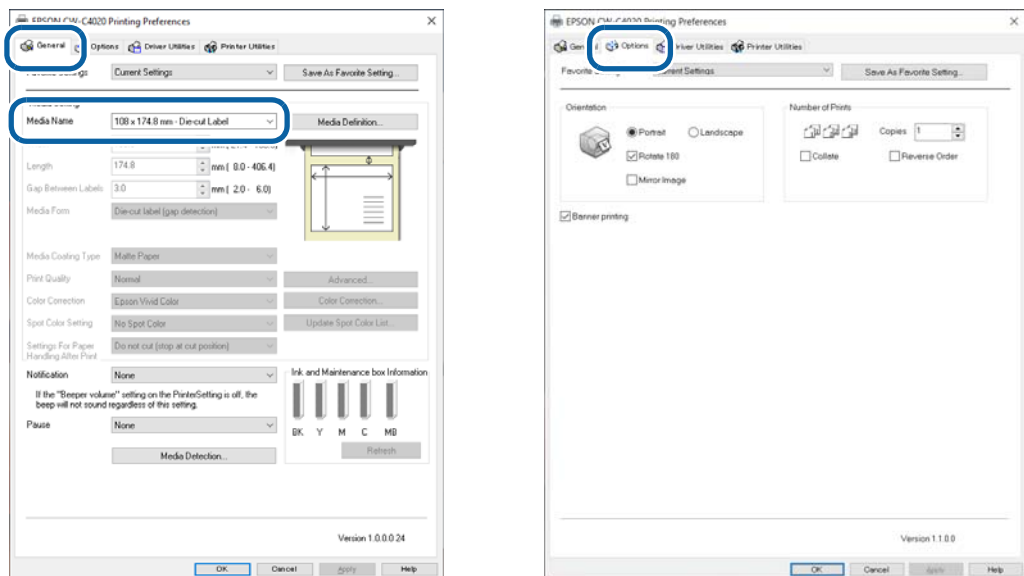 EPSON CW-C4020 Printing Preferences
General
Options
Driver Utilities
Printer Utilities
Current Settings
Save As Favorite Setting...
Media Name
108 x 174.8 mm - Die-cut Label
Media Definition...
Length
174.8
mm ( 8.0 - 406.4)
Gap Between Labels
3.0
mm ( 2.0 - 6.0)
Media Form
Die-cut label (gap detection)
Media Coating Type
Matte Paper
Print Quality
Normal
Advanced...
Color Correction
Epson Vivid Color
Color Correction...
Spot Color Setting
No Spot Color
Update Spot Color List...
Settings For Paper
Handling After Print
Do not cut (stop at cut position)
Notification
None
If the "Beeper volume" setting on the PrinterSetting is off, the
beep will not sound regardless of this setting.
Pause
None
Media Detection...
Ink and Maintenance box Information
BK Y M C MB
Refresh
Version 1.0.0.0 24
OK
Cancel
Apply
Help
EPSON CW-C4020 Printing Preferences
Options
Driver Utilities
Printer Utilities
Current Settings
Save As Favorite Setting...
Orientation
Portrait
Landscape
Rotate 180
Mirror Image
Number of Prints
Copies 1
Collate
Reverse Order
Banner printing
Version 1.1.0.0
OK
Cancel
Apply
Help